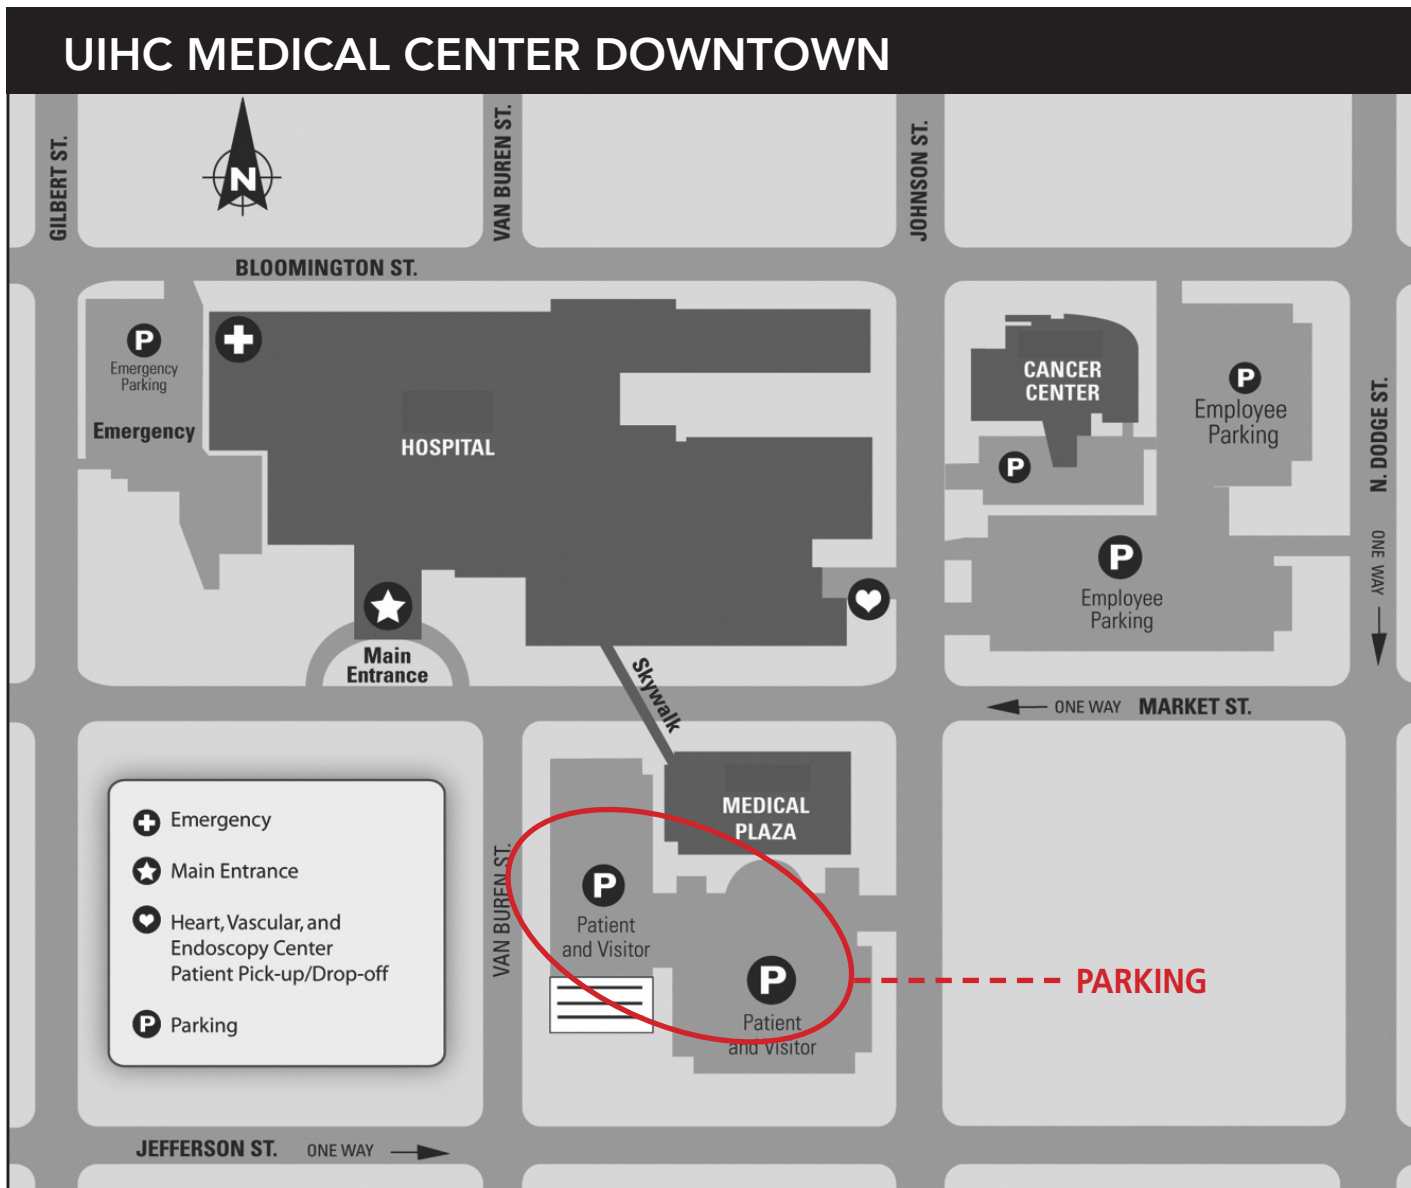 UIHC MEDICAL CENTER DOWNTOWN
GILBERT ST.
N
VAN BUREN ST.
JOHNSON ST.
BLOOMINGTON ST.
P
Emergency
Parking
Emergency
HOSPITAL
CANCER
CENTER
P
P
Employee
Parking
N. DODGE ST.
ONE WAY
P
Employee
Parking
Main
Entrance
Skywalk
ONE WAY MARKET ST.
Emergency
Main Entrance
Heart, Vascular, and
Endoscopy Center
Patient Pick-up/Drop-off
P Parking
VAN BUREN ST.
MEDICAL
PLAZA
P
Patient
and Visitor
P
Patient
and Visitor
PARKING
JEFFERSON ST. ONE WAY